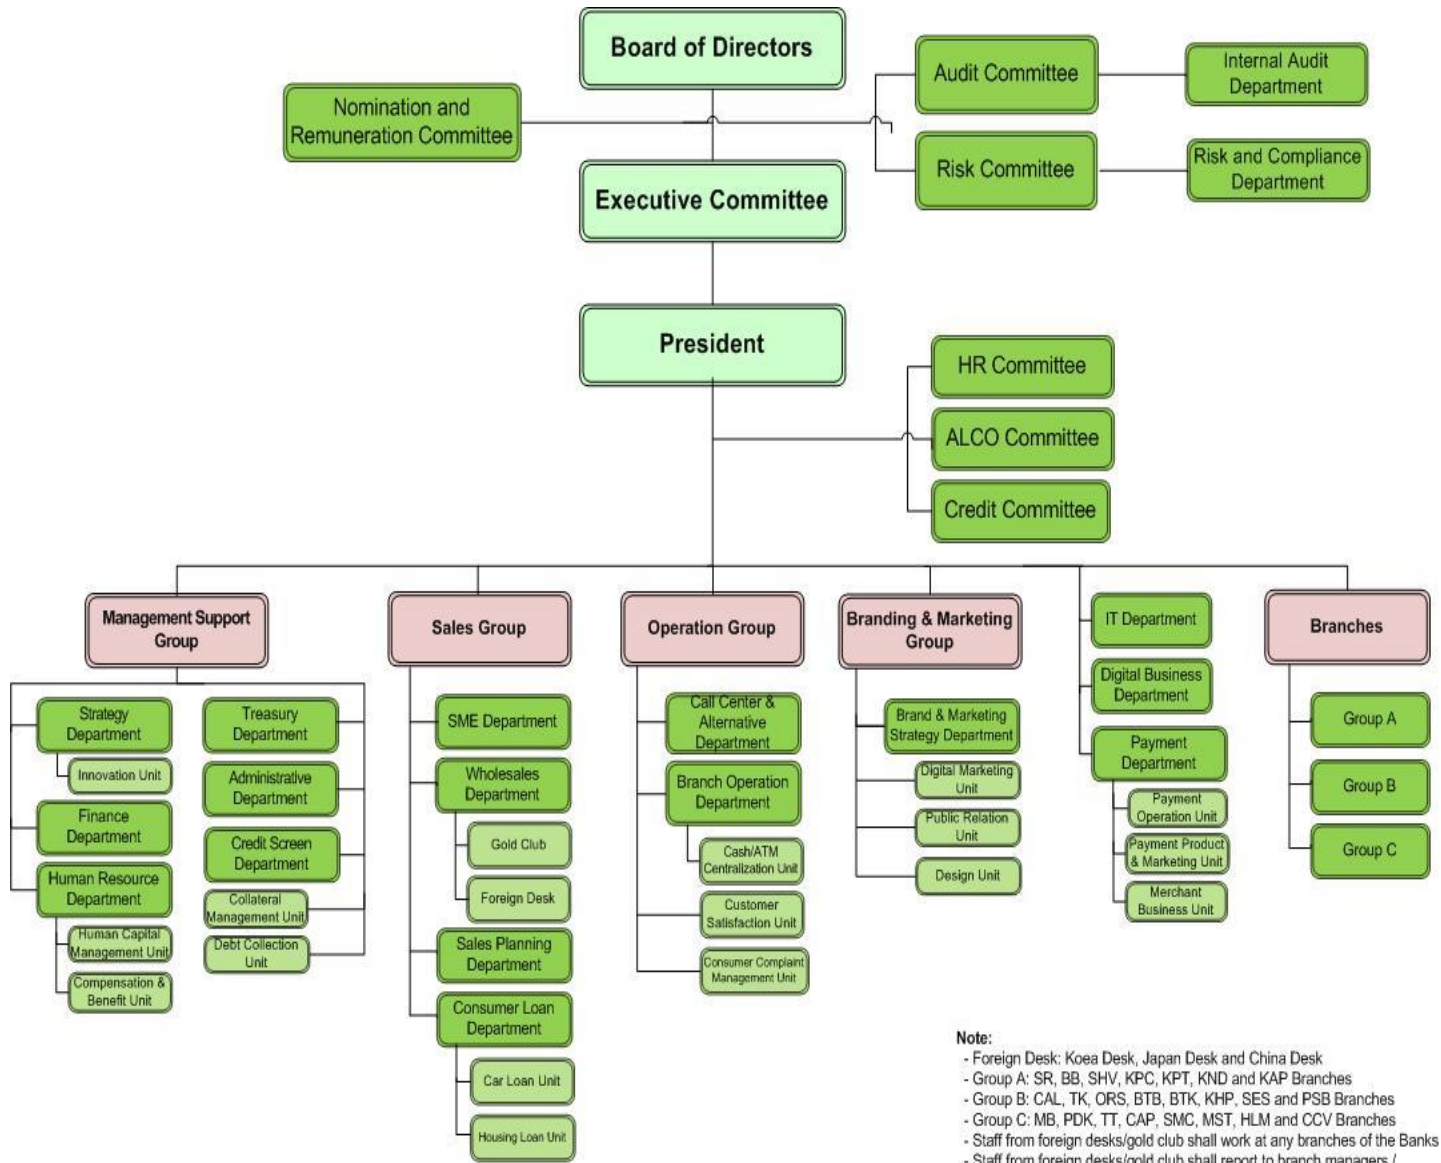 Board of Directors
Audit Committee
Internal Audit
Department
Nomination and
Remuneration Committee
Risk Committee
Risk and Compliance
Department
Executive Committee
President
HR Committee
ALCO Committee
Credit Committee
Management Support
Group
Sales Group
Operation Group
Branding & Marketing
Group
IT Department
Branches
Strategy
Department
Innovation Unit
Finance
Department
Human Resource
Department
Human Capital
Management Unit
Compensation &
Benefit Unit
Treasury
Department
Administrative
Department
Credit Screen
Department
Collateral
Management Unit
Debt Collection
Unit
SME Department
Wholesales
Department
Gold Club
Foreign Desk
Sales Planning
Department
Consumer Loan
Department
Car Loan Unit
Housing Loan Unit
Call Center &
Alternative
Department
Branch Operation
Department
Cash/ATM
Centralization Unit
Customer
Satisfaction Unit
Consumer Complaint
Management Unit
Brand & Marketing
Strategy Department
Digital Marketing
Unit
Public Relation
Unit
Design Unit
Digital Business
Department
Payment
Department
Payment
Operation Unit
Payment Product
& Marketing Unit
Merchant
Business Unit
Group A
Group B
Group C
Note:
- Foreign Desk: Koea Desk, Japan Desk and China Desk
- Group A: SR, BB, SHV, KPC, KPT, KND and KAP Branches
- Group B: CAL, TK, ORS, BTB, BTK, KHP, SES and PSB Branches
- Group C: MB, PDK, TT, CAP, SMC, MST, HLM and CCV Branches
- Staff from foreign desks/gold club shall work at any branches of the Banks
- Staff from foreign desks/gold club shall report to branch managers /